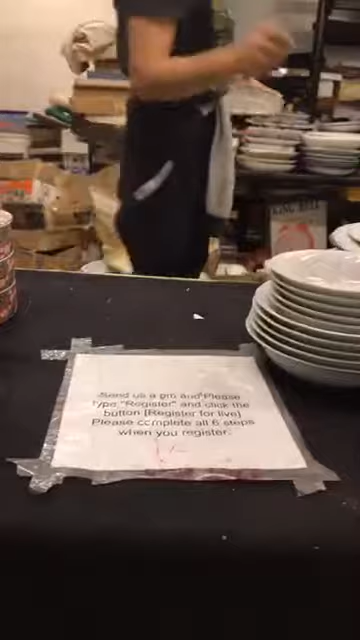 Send us a pm and Please
type "Register" and click the
button [Register for live]
Please complete all 6 steps
when you register.